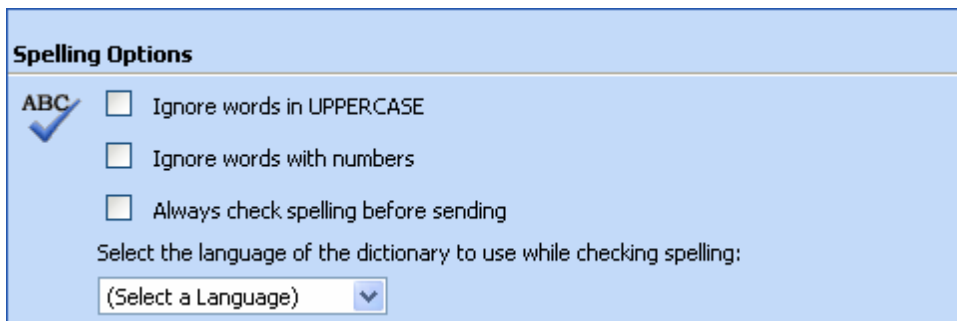 Spelling Options
ABC
Ignore words in UPPERCASE
Ignore words with numbers
Always check spelling before sending
Select the language of the dictionary to use while checking spelling:
(Select a Language)